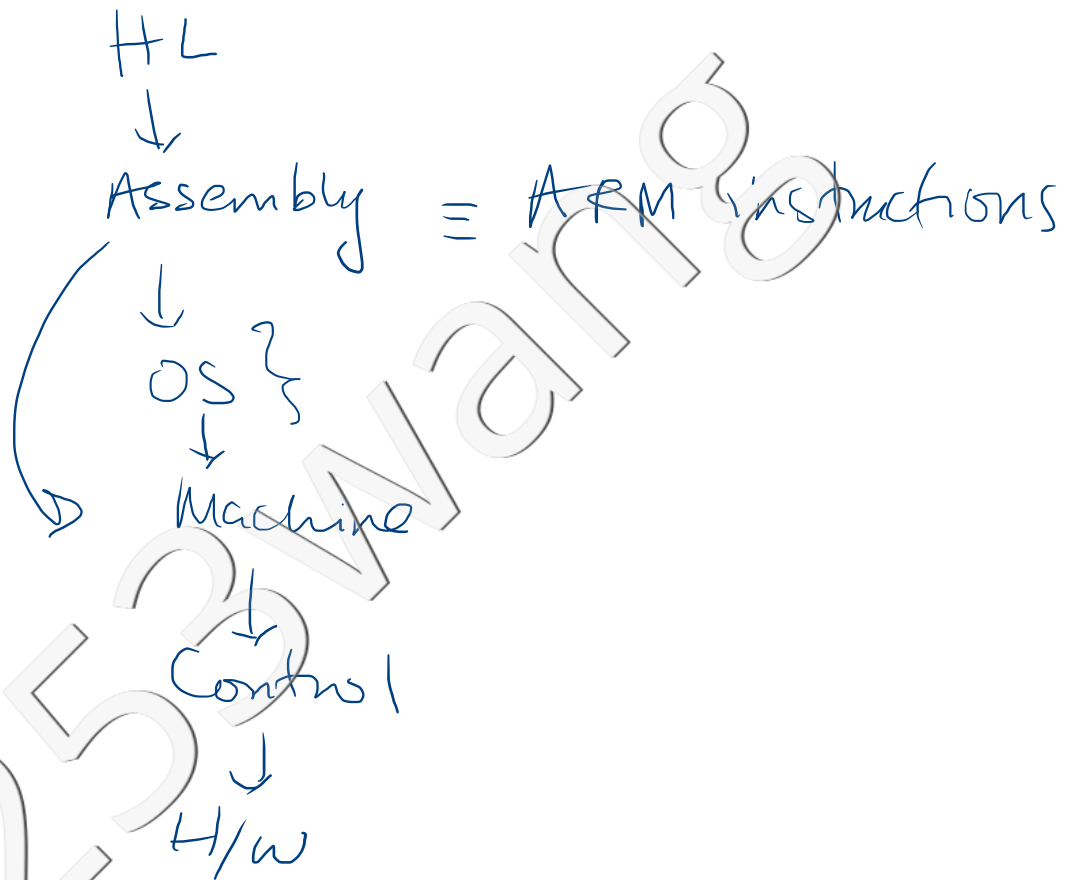 HL
↓
Assembly ≡ ARM instructions
↓
OS }
↓
Machine
↓
Control
↓
H/W
253wang